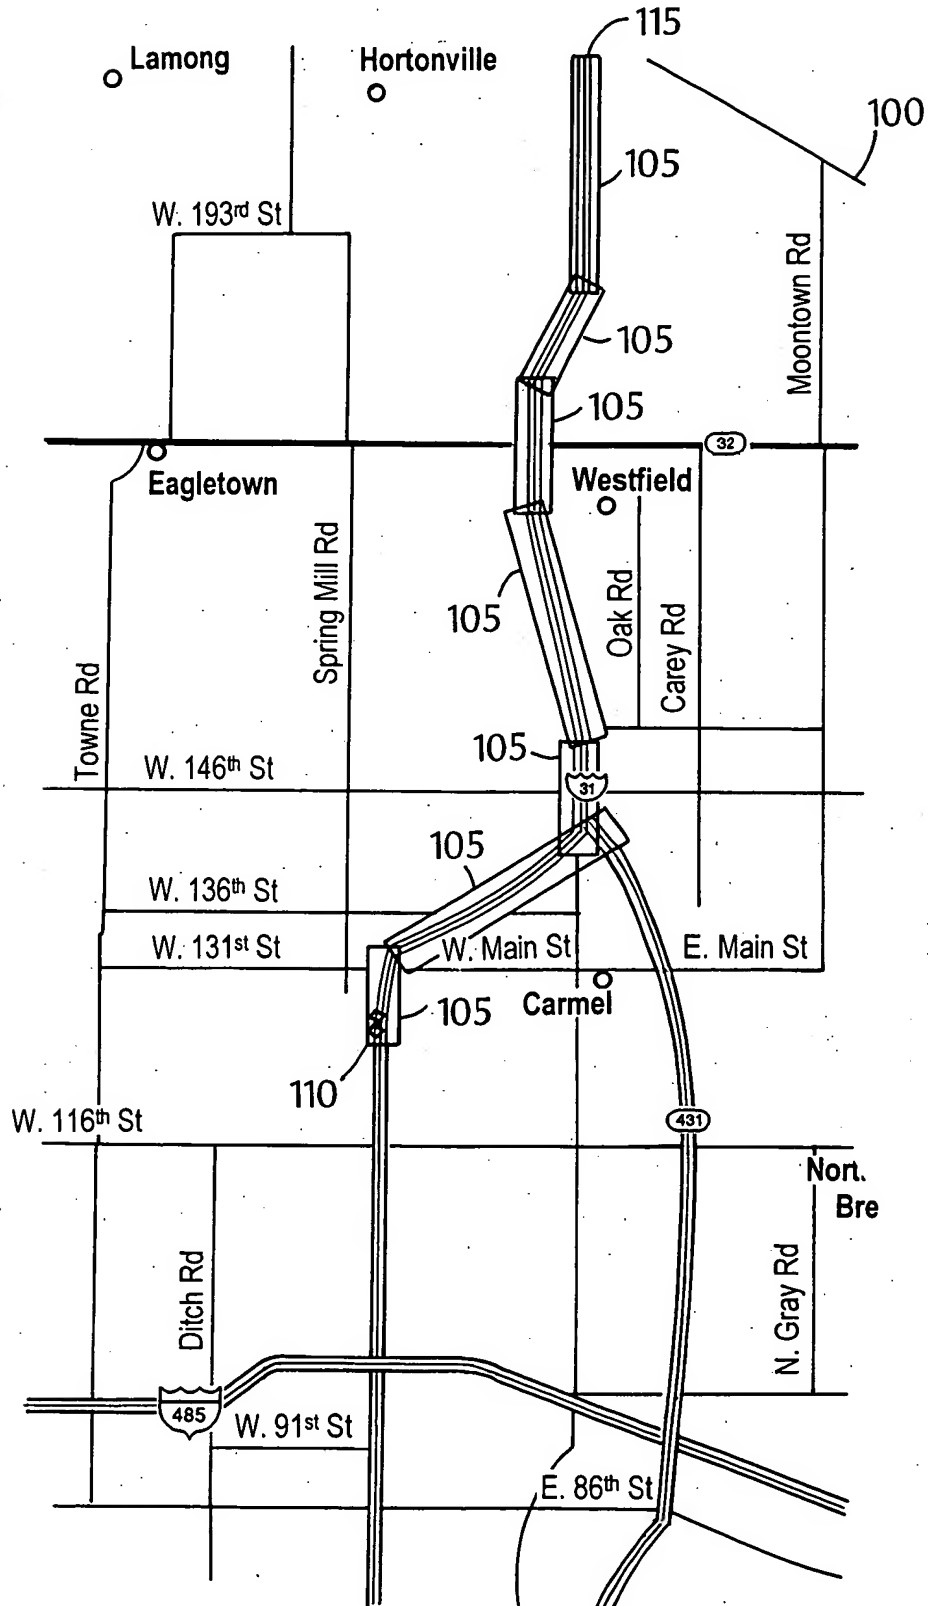 115
Lamong
Hortonville
100
105
W. 193rd St
Moontown Rd
105
105
32
Eagletown
Westfield
Spring Mill Rd
Oak Rd
105
Carey Rd
Towne Rd
105
W. 146th St
31
105
W. 136th St
W. 131st St
W. Main St
E. Main St
Carmel
105
110
W. 116th St
431
Nort.
Bre
Ditch Rd
N. Gray Rd
485
W. 91st St
E. 86th St